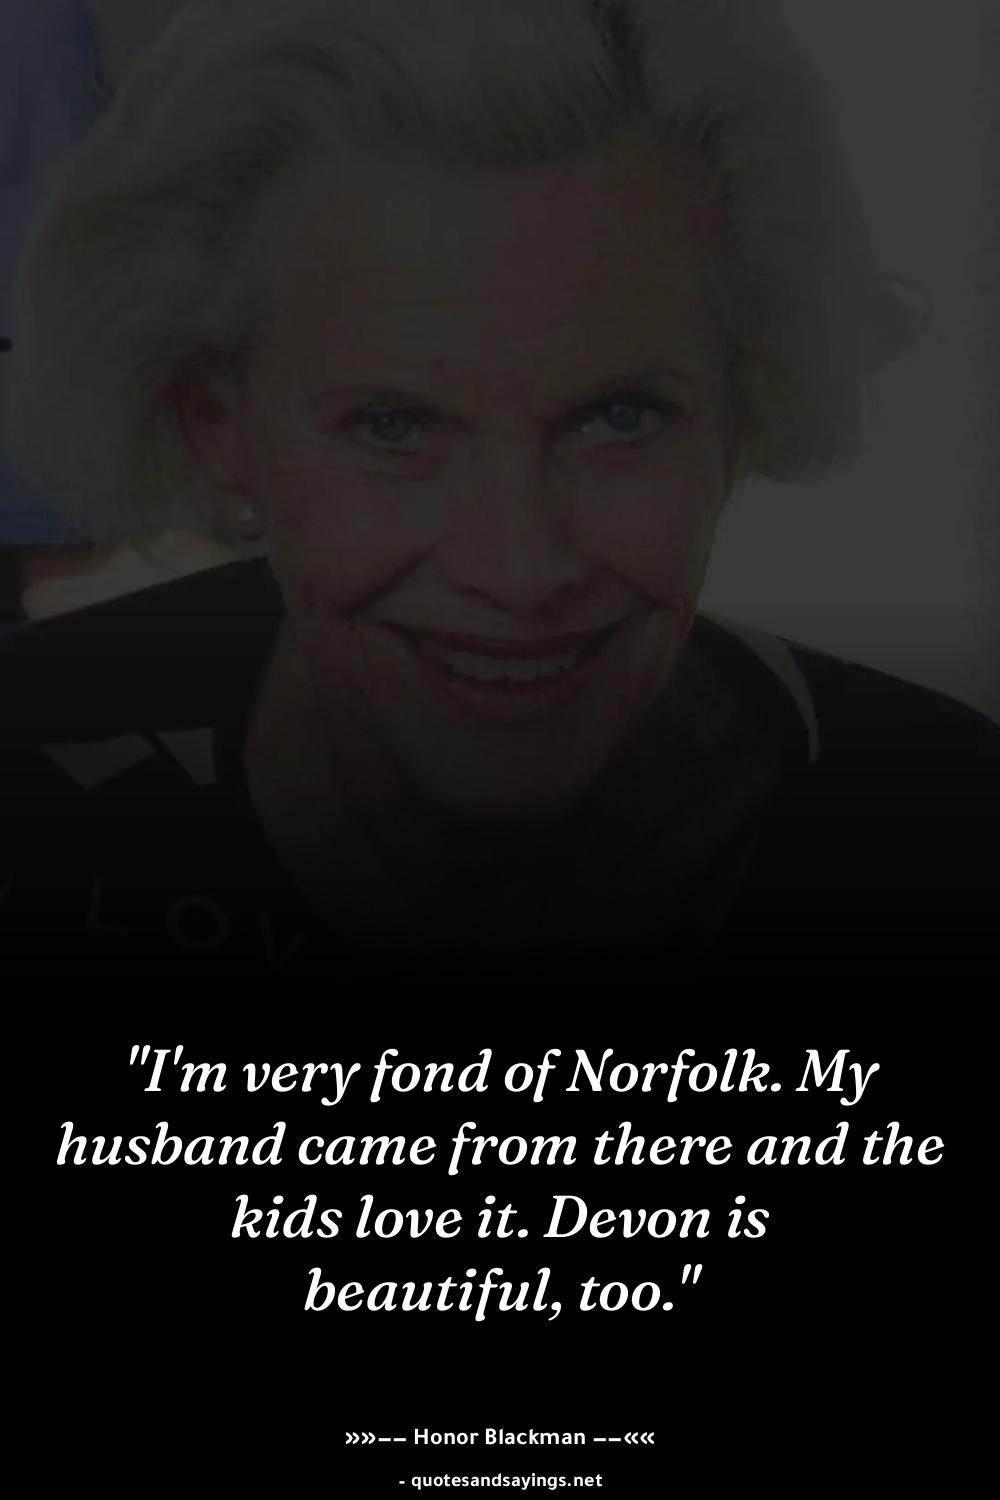 LOV
"I'm very fond of Norfolk. My
husband came from there and the
kids love it. Devon is
beautiful, too."
»»-- Honor Blackman --««
- quotesandsayings.net